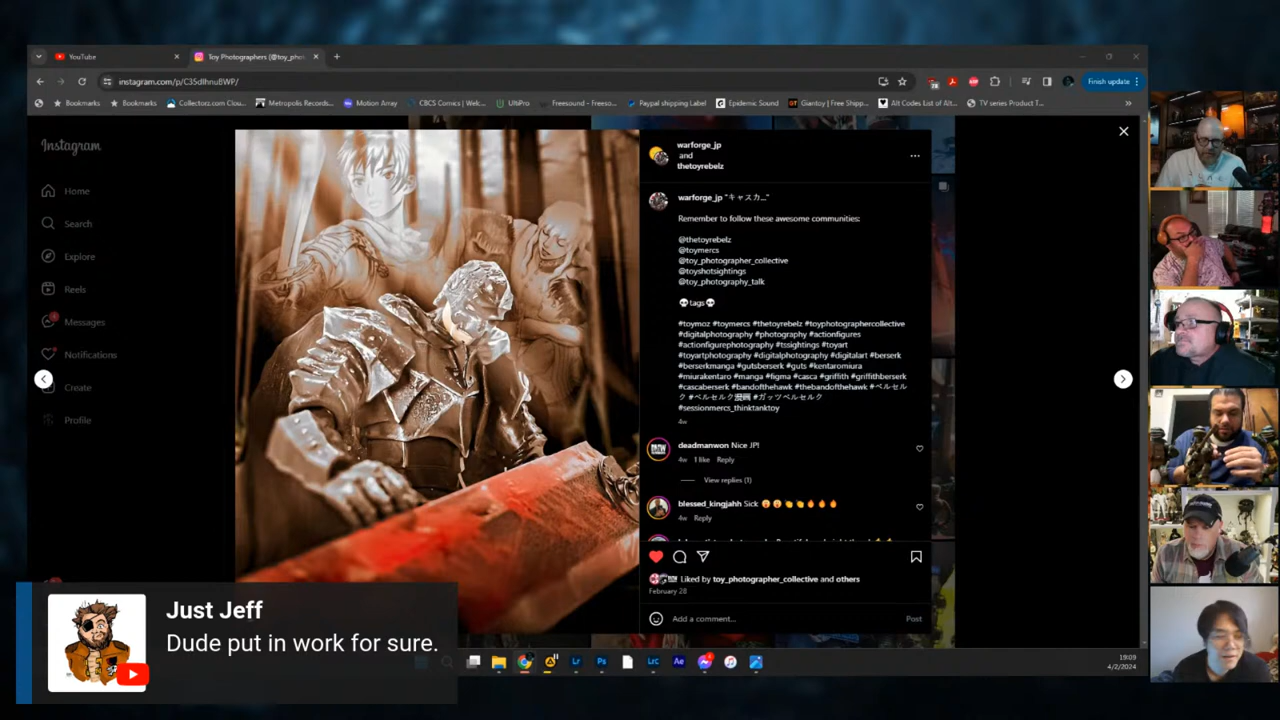 YouTube
Toy Photographers (@toy_phot
instagram.com/p/C35dlhnu8WP/
Finish update
Bookmarks
Bookmarks
Collectorz.com Clou...
Metropolis Records...
Motion Array
CBCS Comics | Welc...
UltiPro
Freesound - Freeso...
Paypal shipping Label
Epidemic Sound
Giantoy | Free Shipp...
Alt Codes List of Alt...
TV series Product T...
Instagram
Home
Search
Explore
Reels
Messages
Notifications
Create
Profile
warforge_jp
and
thetoyrebelz
warforge_jp "キャスカ..."
Remember to follow these awesome communities:
@thetoyrebelz
@toymercs
@toy_photographer_collective
@toyshotsightings
@toy_photography_talk
💀tags💀
#toymoz #toymercs #thetoyrebelz #toyphotographercollective
#digitalphotography #photography #actionfigures
#actionfigurephotography #tssightings #toyart
#toyartphotography #digitalphotography #digitalart #berserk
#berserkmanga #gutsberserk #guts #kentaromiura
#miurakentaro #manga #figma #casca #griffith #griffithberserk
#cascaberserk #bandofthehawk #thebandofthehawk #ベルセル
ク #ベルセルク漫画 #ガッツベルセルク
#sessionmercs_thinktanktoy
4w
deadmanwon Nice JP!
4w 1 like Reply
View replies (1)
blessed_kingjahh Sick
4w Reply
Liked by toy_photographer_collective and others
February 28
Add a comment...
Post
19:09
4/2/2024
Just Jeff
Dude put in work for sure.